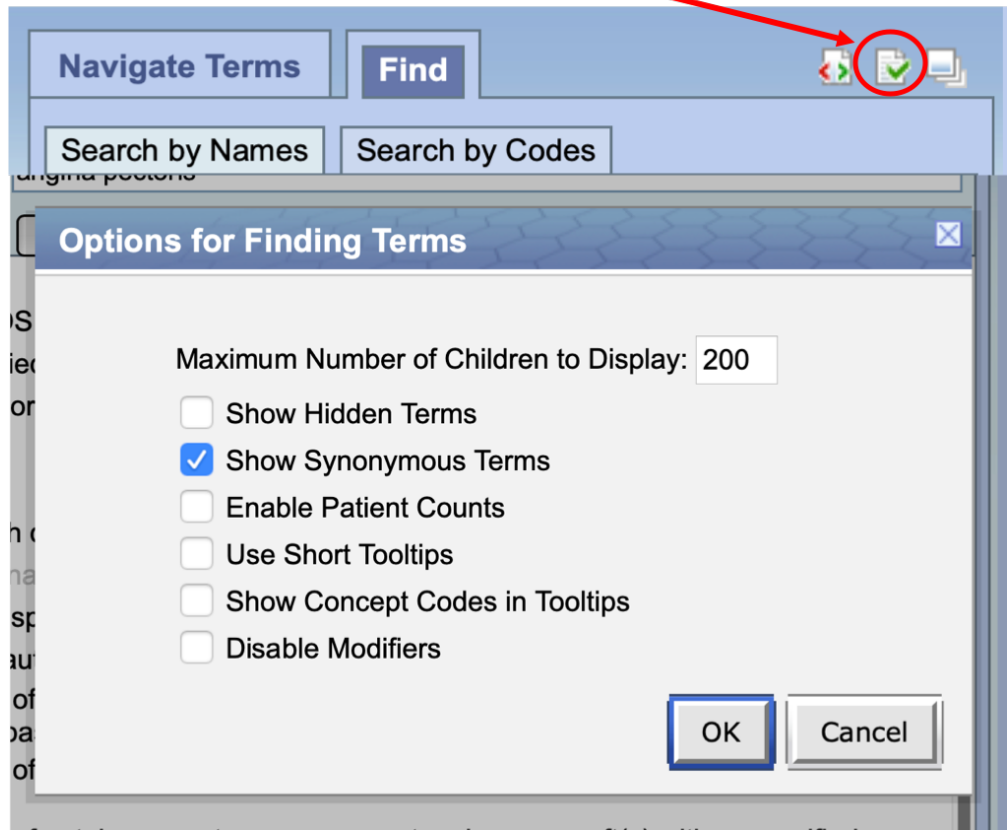 Navigate Terms
Find
Search by Names
Search by Codes
angina pectoris
Options for Finding Terms
Maximum Number of Children to Display: 200
Show Hidden Terms
Show Synonymous Terms
Enable Patient Counts
Use Short Tooltips
Show Concept Codes in Tooltips
Disable Modifiers
OK
Cancel